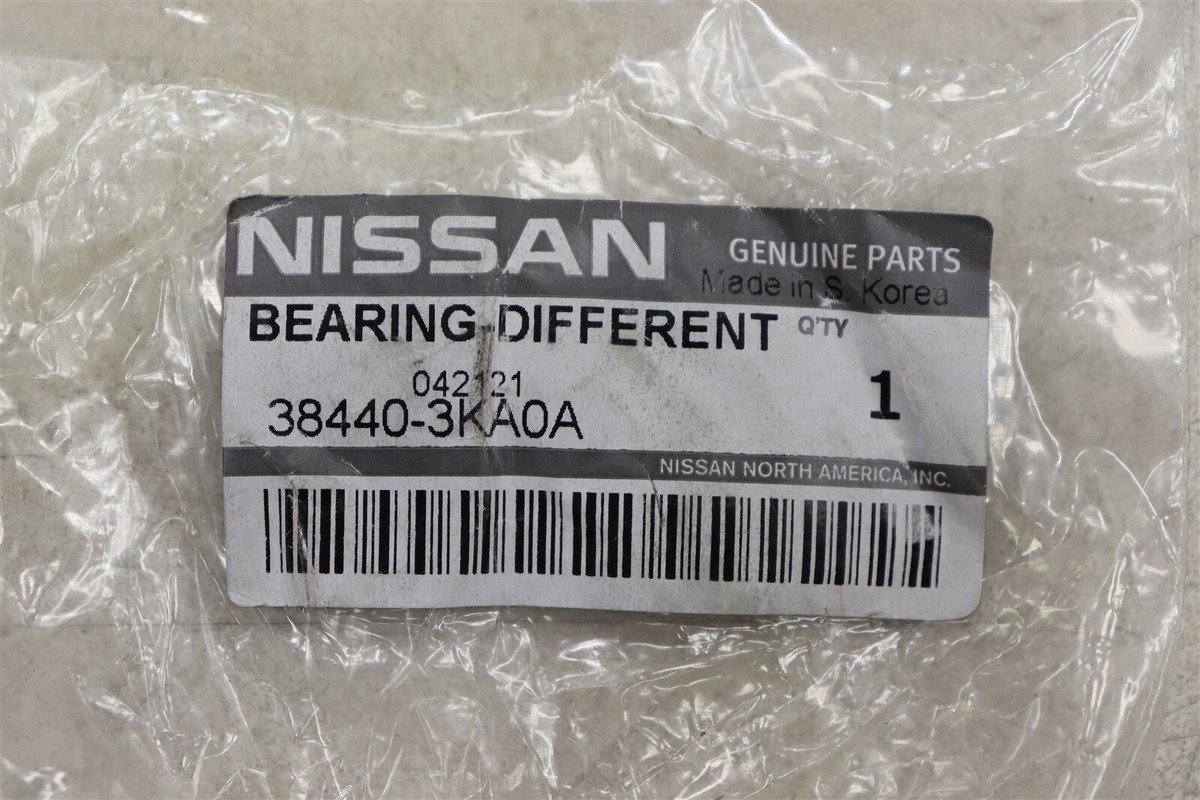 NISSAN GENUINE PARTS
Made in S. Korea
BEARING-DIFFERENT Q'TY
042121
38440-3KA0A 1
NISSAN NORTH AMERICA, INC.